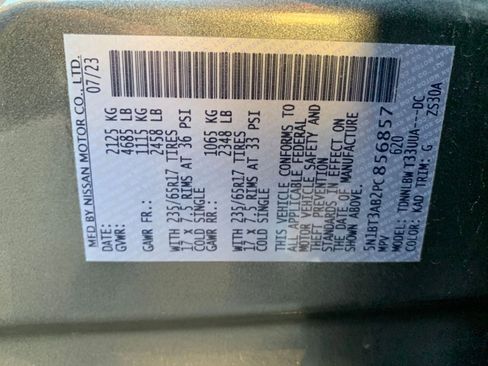 MFD BY NISSAN MOTOR CO., LTD.
DATE: 07/23
GVWR: 2125 KG
4685 LB
GAWR FR.: 1115 KG
2458 LB
WITH 235/65R17 TIRES
17 x 7.5 RIMS AT 36 PSI
COLD SINGLE
GAWR RR.: 1065 KG
2348 LB
WITH 235/65R17 TIRES
17 x 7.5 RIMS AT 33 PSI
COLD SINGLE
THIS VEHICLE CONFORMS TO
ALL APPLICABLE FEDERAL
MOTOR VEHICLE SAFETY AND
THEFT PREVENTION
STANDARDS IN EFFECT ON
THE DATE OF MANUFACTURE
SHOWN ABOVE.
5N1BT3AB2PC856857
MPV 620
TDNNLBWT33UUA----DC
COLOR: KAD TRIM: G ZS30A